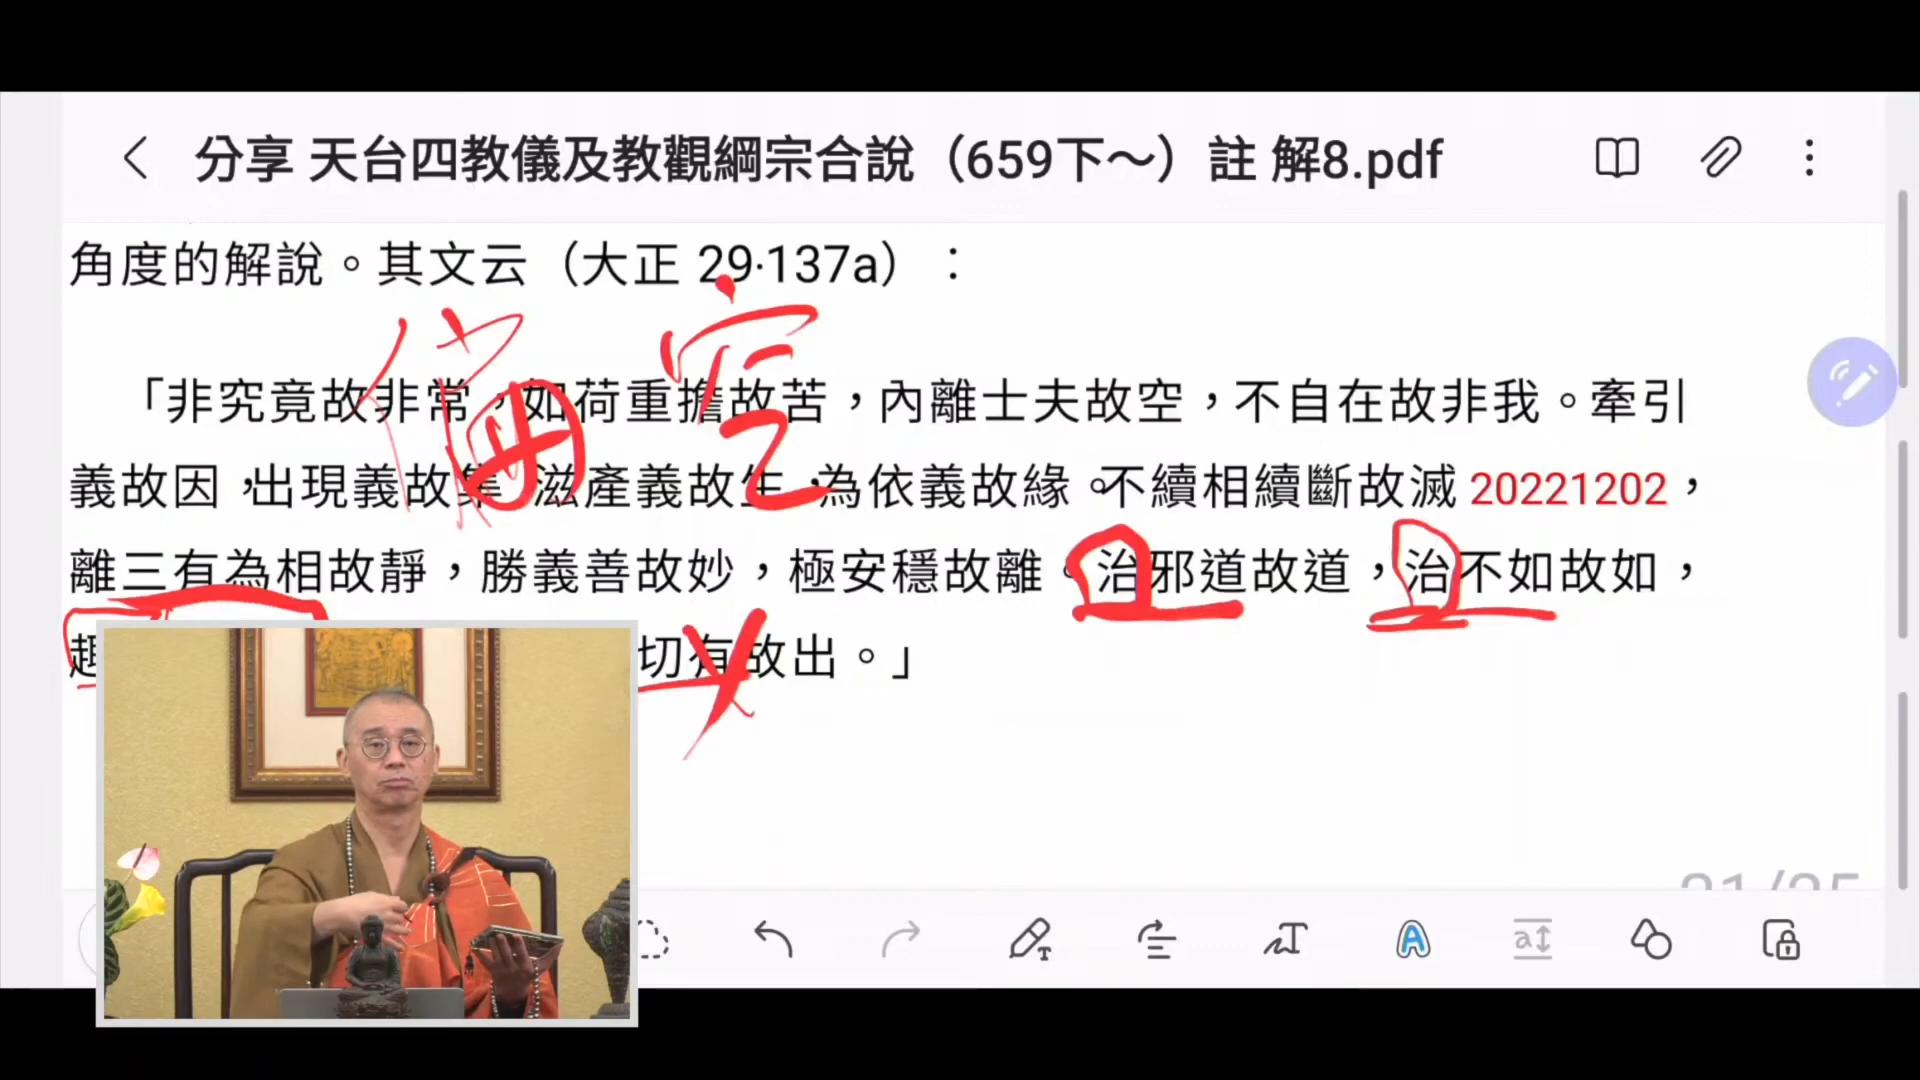 分享 天台四教儀及教觀綱宗合說（659下～）註 解8.pdf
角度的解說。其文云（大正 29·137a）：
偏空
「非究竟故非常，如荷重擔故苦，內離士夫故空，不自在故非我。牽引
義故因，出現義故集 滋產義故生，為依義故緣。不續相續斷故滅 20221202，
離三有為相故靜，勝義善故妙，極安穩故離。治邪道故道，治不如故如，
趣 切有故出。」
21/25